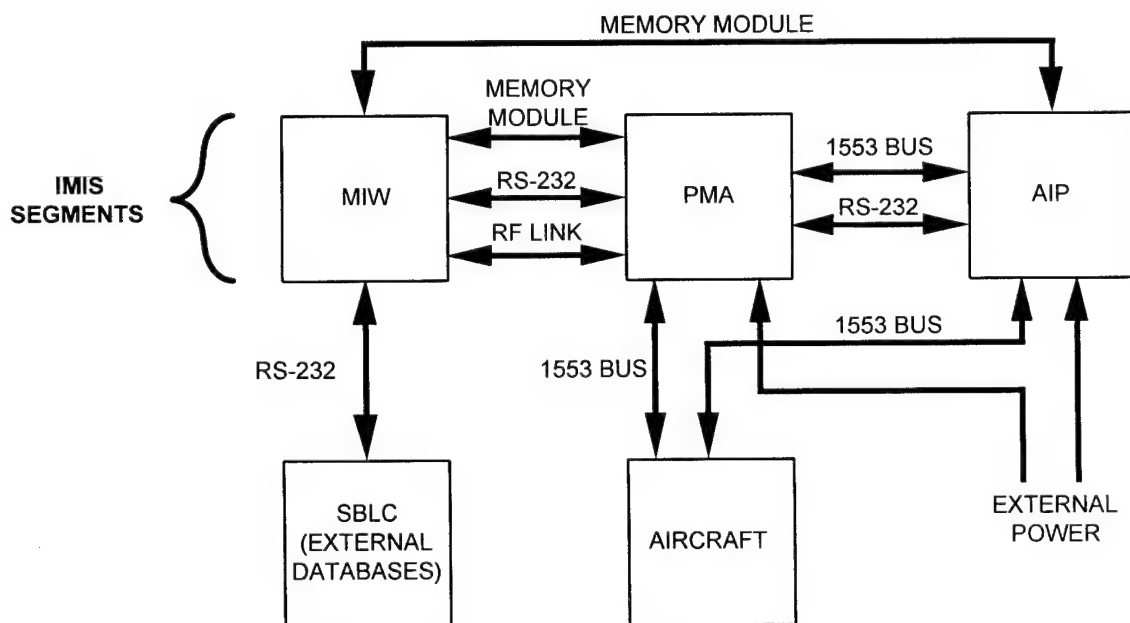 MEMORY MODULE
MEMORY
MODULE
1553 BUS
IMIS
SEGMENTS
MIW
RS-232
PMA
RS-232
AIP
RF LINK
1553 BUS
RS-232
1553 BUS
SBLC
(EXTERNAL
DATABASES)
AIRCRAFT
EXTERNAL
POWER